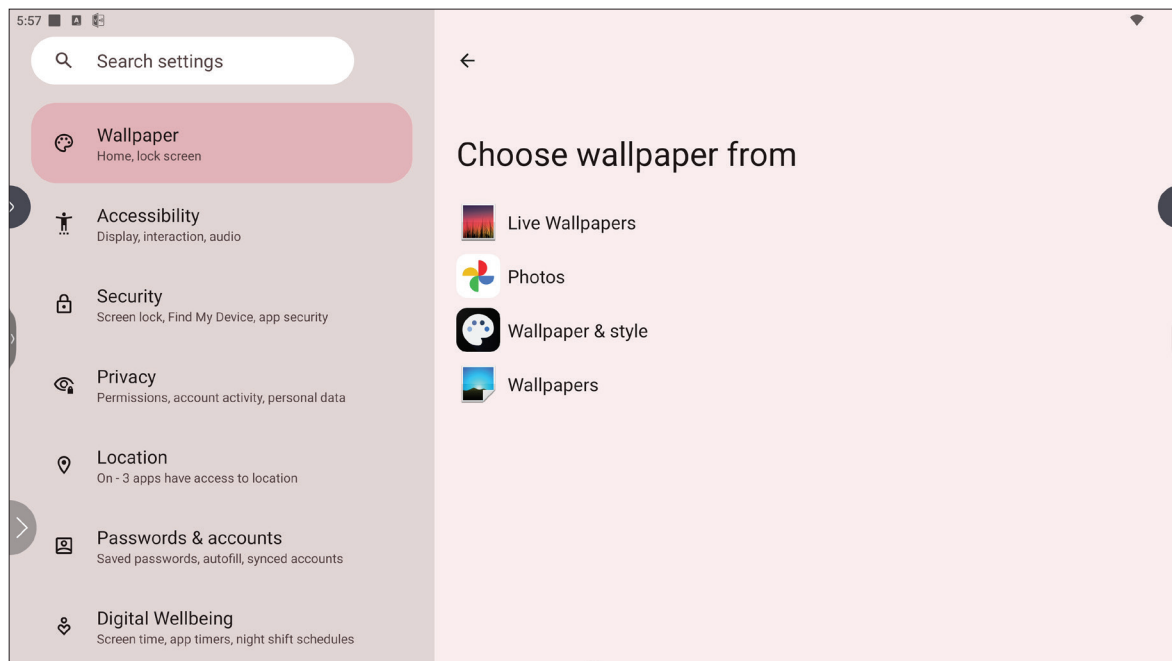 5:57
Search settings
Wallpaper
Home, lock screen
Accessibility
Display, interaction, audio
Security
Screen lock, Find My Device, app security
Privacy
Permissions, account activity, personal data
Location
On - 3 apps have access to location
Passwords & accounts
Saved passwords, autofill, synced accounts
Digital Wellbeing
Screen time, app timers, night shift schedules
Choose wallpaper from
Live Wallpapers
Photos
Wallpaper & style
Wallpapers